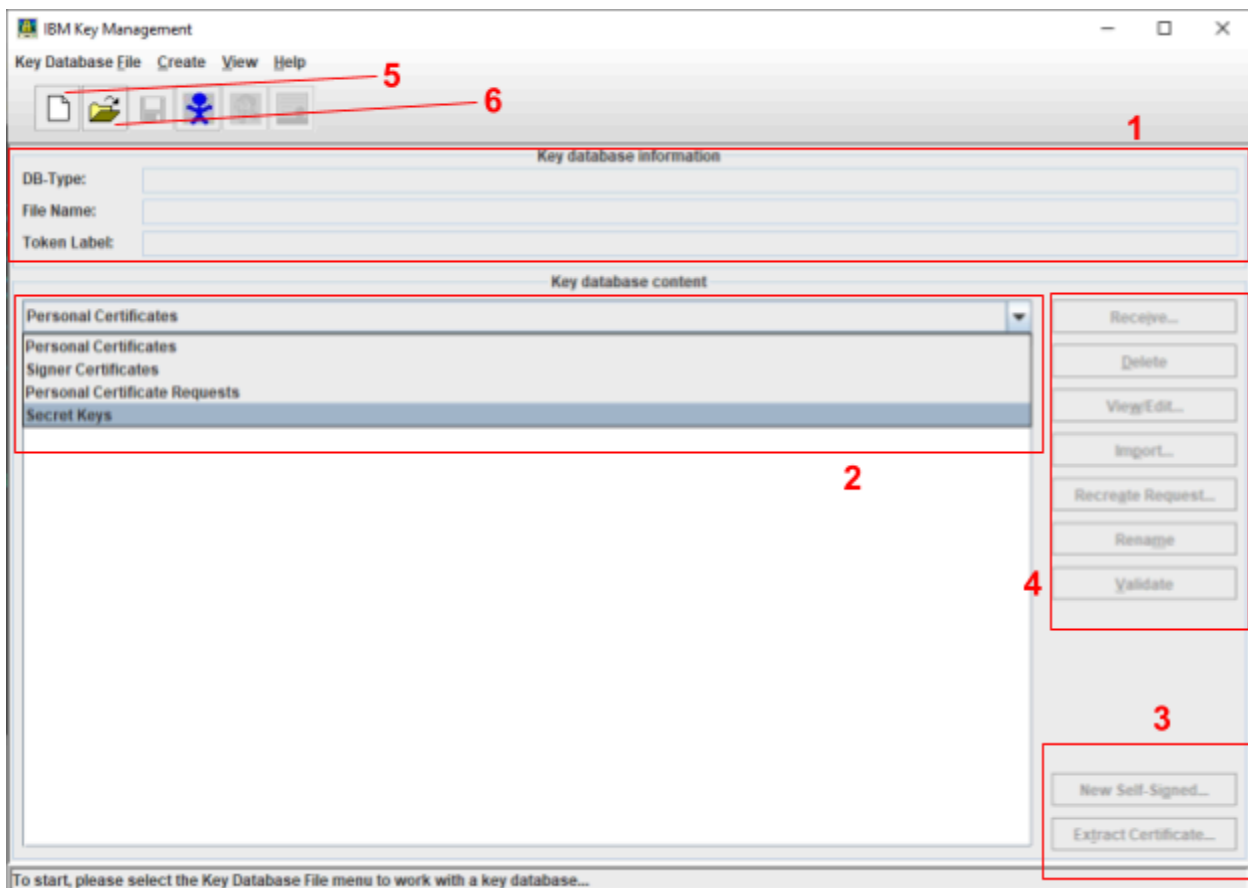 IBM Key Management
Key Database File Create View Help
5
6
1
Key database information
DB-Type:
File Name:
Token Label:
Key database content
Personal Certificates
Receive...
Personal Certificates
Signer Certificates
Delete
Personal Certificate Requests
View/Edit...
Secret Keys
Import...
2
Recreate Request...
Rename
4
Validate
3
New Self-Signed...
Extract Certificate...
To start, please select the Key Database File menu to work with a key database...